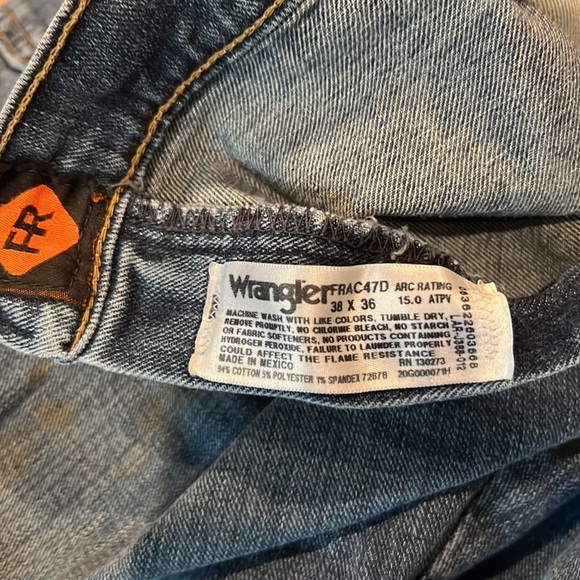 FR
Wrangler FRAC47D ARC RATING
38 X 36 15.0 ATPV
MACHINE WASH WITH LIKE COLORS, TUMBLE DRY,
REMOVE PROMPTLY, NO CHLORINE BLEACH, NO STARCH
OR FABRIC SOFTENERS, NO PRODUCTS CONTAINING
HYDROGEN PEROXIDE, FAILURE TO LAUNDER PROPERLY
COULD AFFECT THE FLAME RESISTANCE.
MADE IN MEXICO RN 130273
94% COTTON 5% POLYESTER 1% SPANDEX 72678 20G000071H